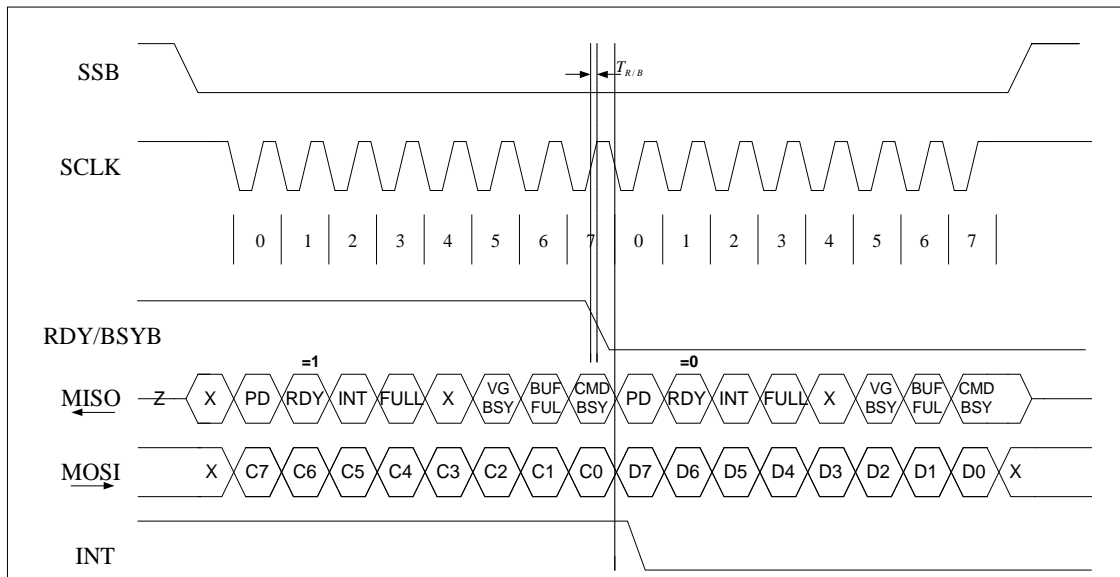 SSB
T R/B
SCLK
0 1 2 3 4 5 6 7 0 1 2 3 4 5 6 7
RDY/BSYB
=1 =0
MISO Z X PD RDY INT FULL X VG BSY BUF FUL CMD BSY PD RDY INT FULL X VG BSY BUF FUL CMD BSY
MOSI X C7 C6 C5 C4 C3 C2 C1 C0 D7 D6 D5 D4 D3 D2 D1 D0 X
INT